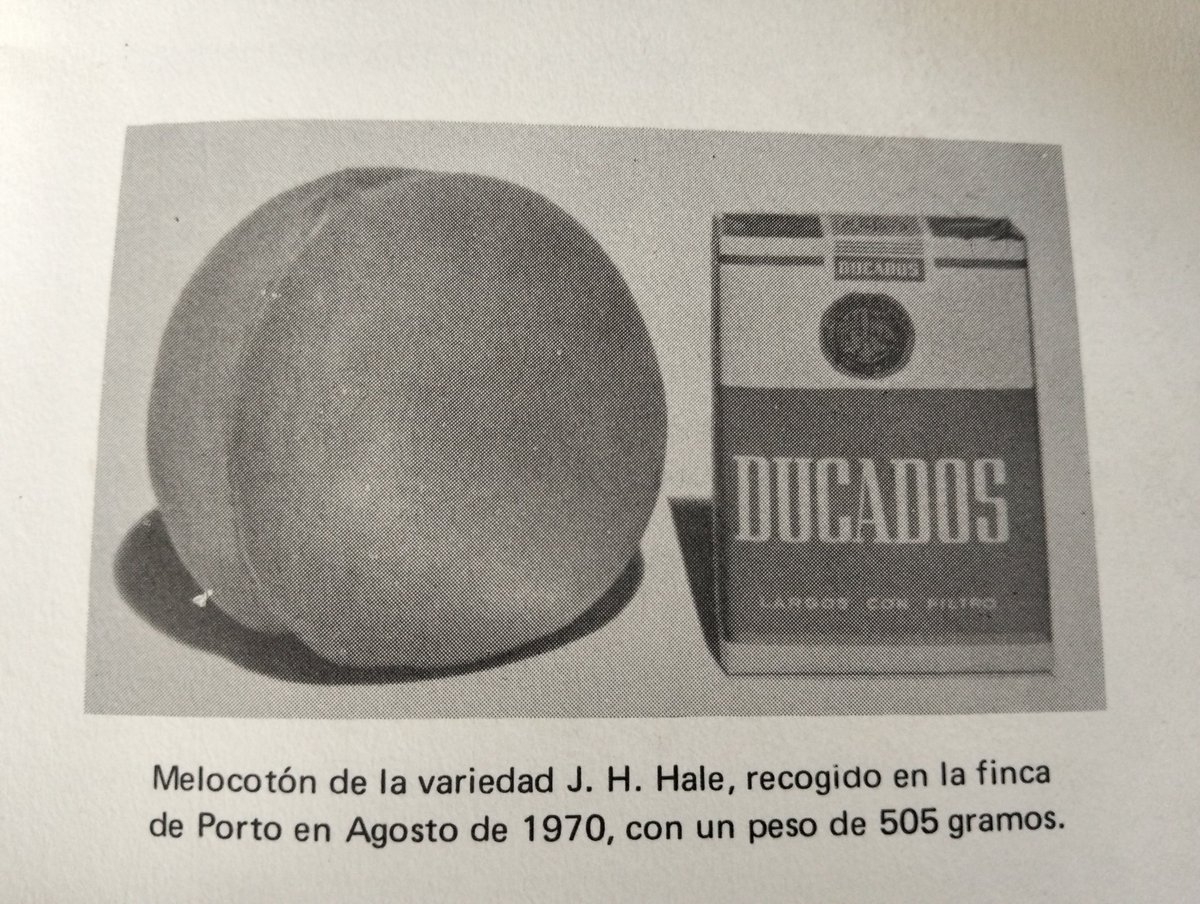 DUCADOS
DUCADOS
LARGOS CON FILTRO
Melocotón de la variedad J. H. Hale, recogido en la finca
de Porto en Agosto de 1970, con un peso de 505 gramos.